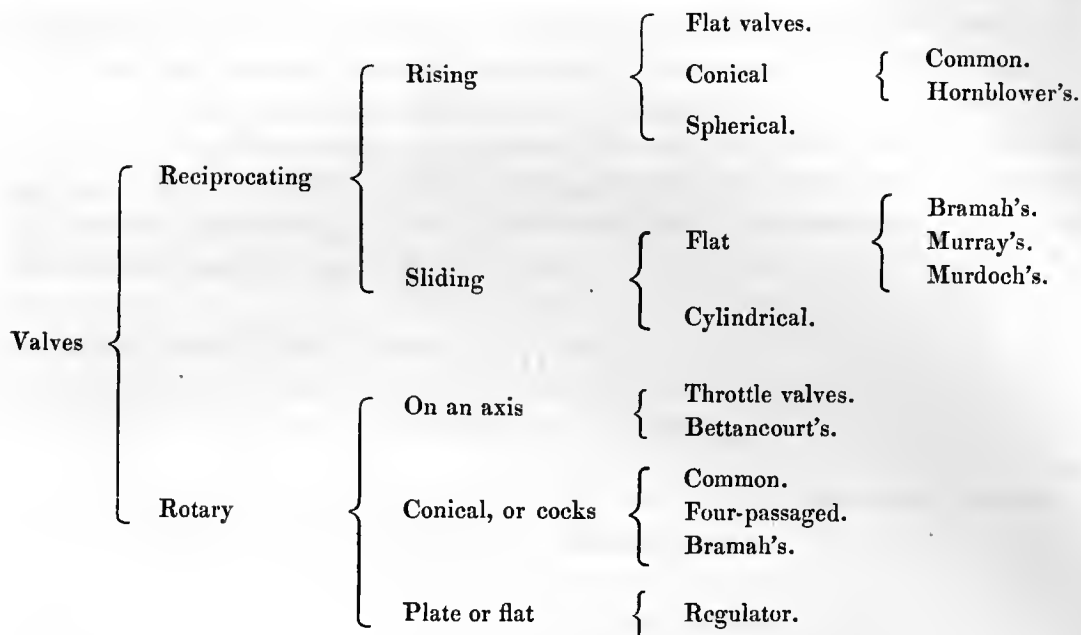 Valves
Reciprocating
Rising
Flat valves.
Conical
Common.
Hornblower's.
Spherical.
Sliding
Flat
Bramah's.
Murray's.
Murdoch's.
Cylindrical.
Rotary
On an axis
Throttle valves.
Bettancourt's.
Conical, or cocks
Common.
Four-passaged.
Bramah's.
Plate or flat
Regulator.